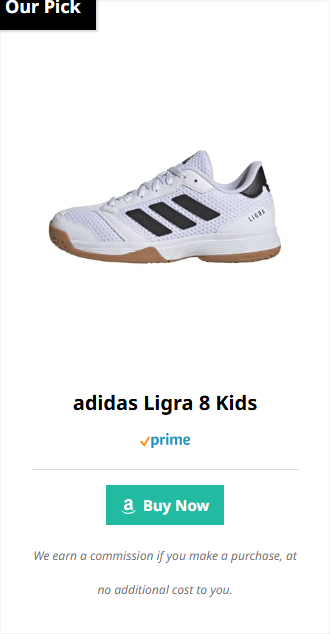 Our Pick
LIGRA
adidas Ligra 8 Kids
prime
Buy Now
We earn a commission if you make a purchase, at
no additional cost to you.